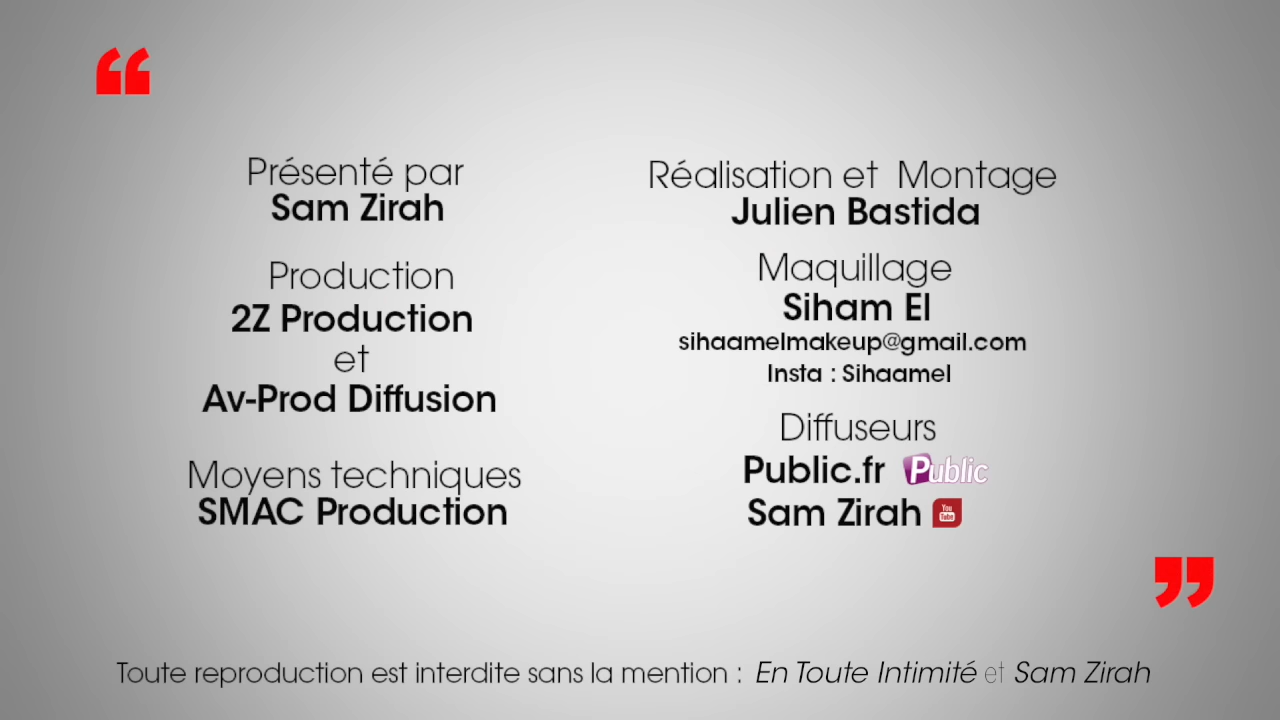 Présenté par
Sam Zirah
Production
2Z Production
et
Av-Prod Diffusion
Moyens techniques
SMAC Production
Réalisation et Montage
Julien Bastida
Maquillage
Siham El
sihaamelmakeup@gmail.com
Insta : Sihaamel
Diffuseurs
Public.fr Public
Sam Zirah You Tube
Toute reproduction est interdite sans la mention : En Toute Intimité et Sam Zirah